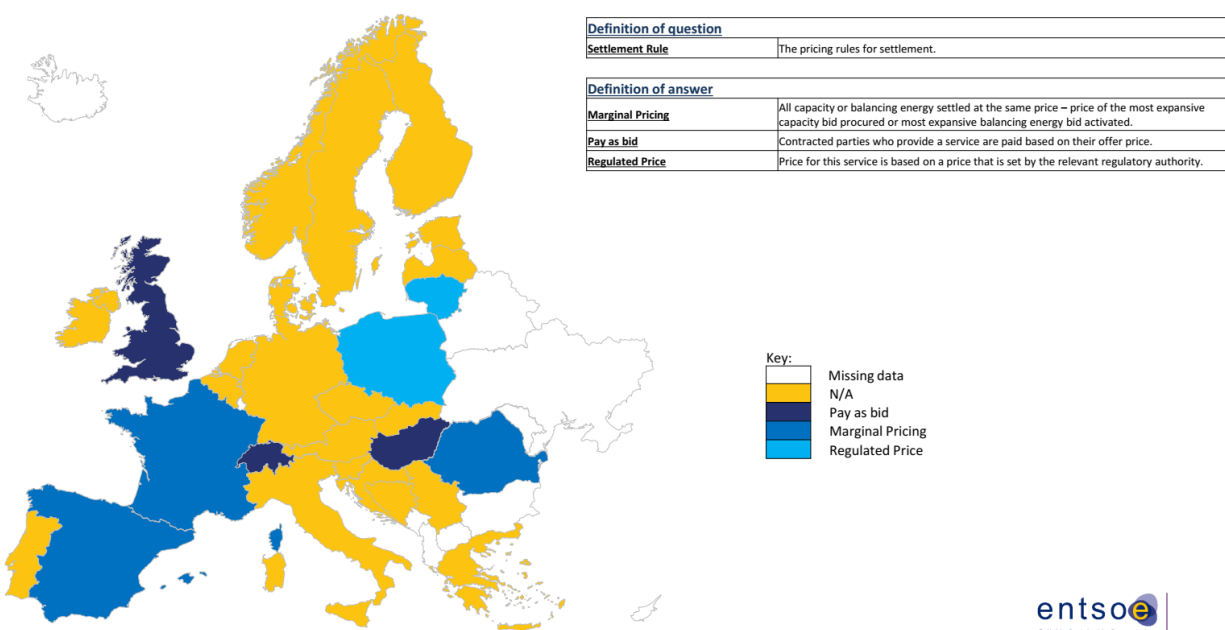 Definition of question
Settlement Rule The pricing rules for settlement.
Definition of answer
Marginal Pricing All capacity or balancing energy settled at the same price – price of the most expansive
capacity bid procured or most expansive balancing energy bid activated.
Pay as bid Contracted parties who provide a service are paid based on their offer price.
Regulated Price Price for this service is based on a price that is set by the relevant regulatory authority.
Key:
Missing data
N/A
Pay as bid
Marginal Pricing
Regulated Price
entsoe